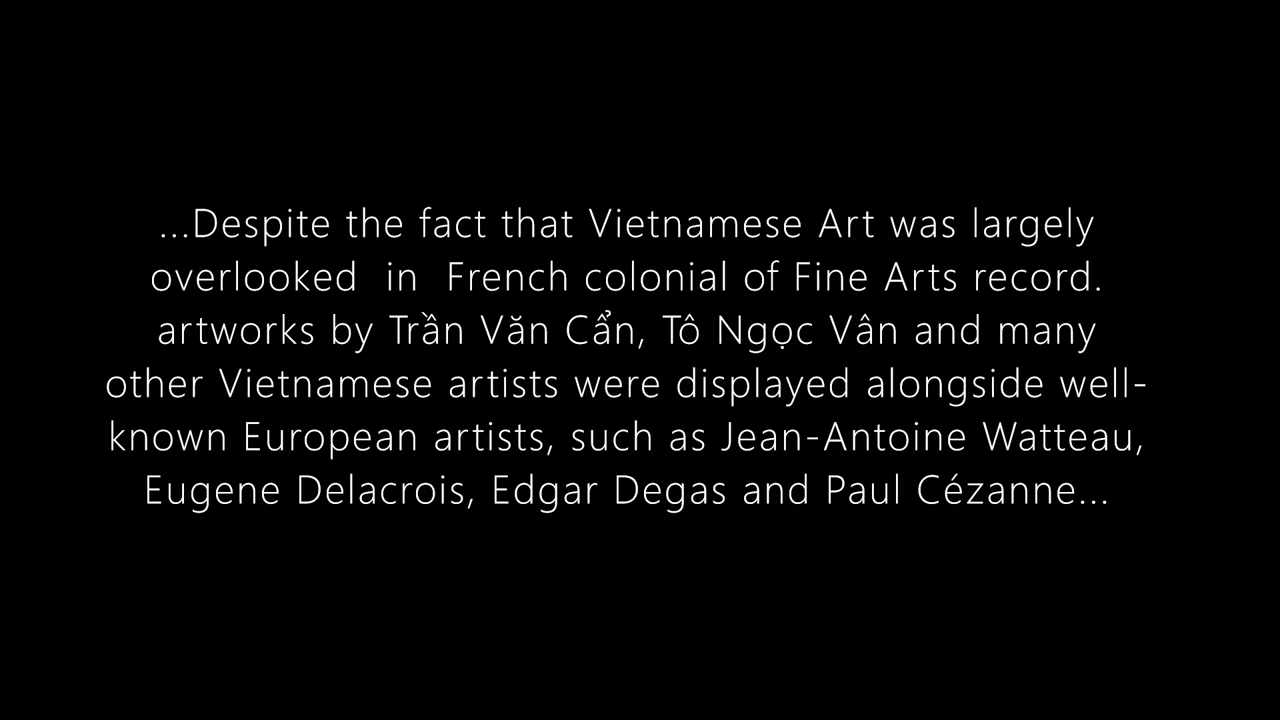 ...Despite the fact that Vietnamese Art was largely
overlooked in French colonial of Fine Arts record.
artworks by Trần Văn Cẩn, Tô Ngọc Vân and many
other Vietnamese artists were displayed alongside well-
known European artists, such as Jean-Antoine Watteau,
Eugene Delacrois, Edgar Degas and Paul Cézanne...